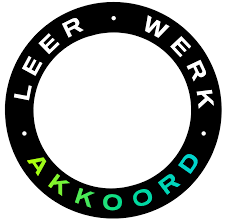 LEER · WERK
· AKKOORD ·